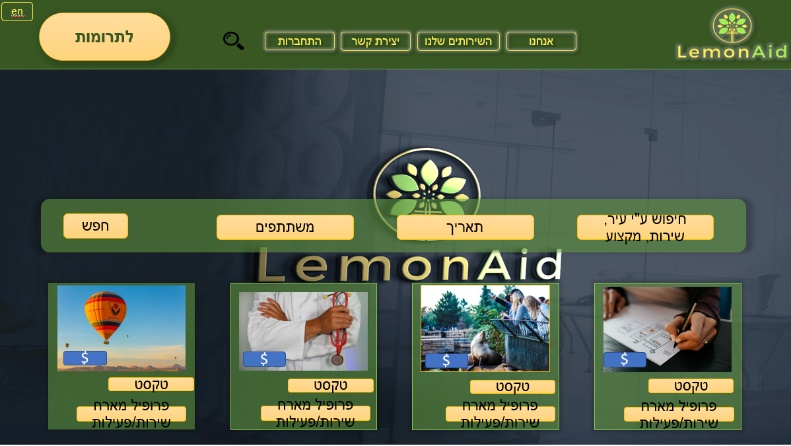 en
לתרומות
התחברות
יצירת קשר
השירותים שלנו
אנחנו
LemonAid
חיפוש ע"י עיר,
שירות, מקצוע
תאריך
משתתפים
חפש
LemonAid
$
$
$
$
טקסט
טקסט
טקסט
טקסט
פרופיל מארח
שירות/פעילות
פרופיל מארח
שירות/פעילות
פרופיל מארח
שירות/פעילות
פרופיל מארח
שירות/פעילות